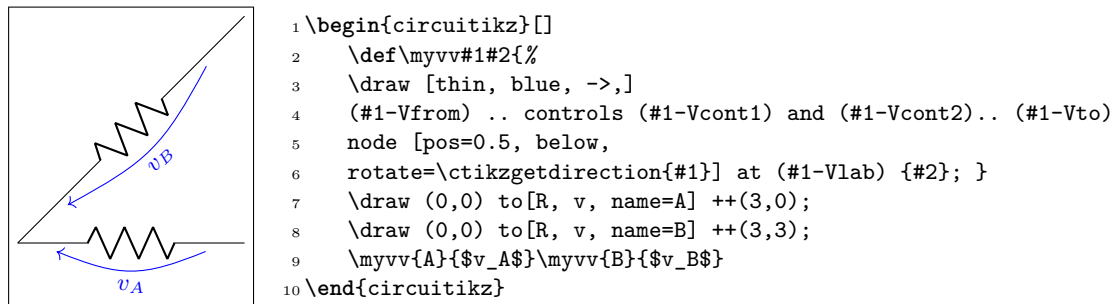 v_B
v_A
1 \begin{circuitikz}[]
2 \def\myvv#1#2{%
3 \draw [thin, blue, ->,]
4 (#1-Vfrom) .. controls (#1-Vcont1) and (#1-Vcont2).. (#1-Vto)
5 node [pos=0.5, below,
6 rotate=\ctikzgetdirection{#1}] at (#1-Vlab) {#2}; }
7 \draw (0,0) to[R, v, name=A] ++(3,0);
8 \draw (0,0) to[R, v, name=B] ++(3,3);
9 \myvv{A}{$v_A$}\myvv{B}{$v_B$}
10 \end{circuitikz}